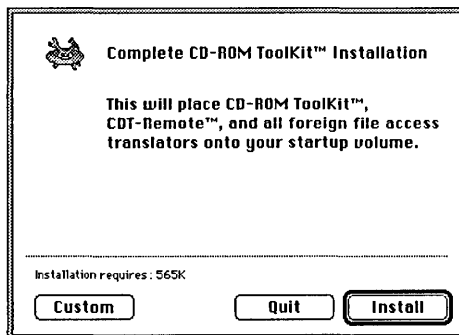 Complete CD-ROM ToolKit™ Installation
This will place CD-ROM ToolKit™,
CDT-Remote™, and all foreign file access
translators onto your startup volume.
Installation requires: 565K
Custom
Quit
Install